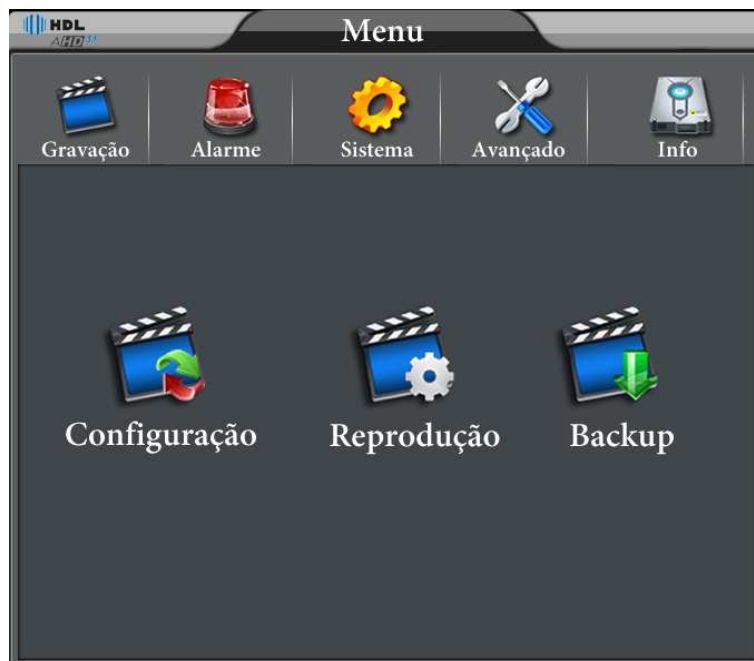 HDL
Menu
AHD
Gravação
Alarme
Sistema
Avançado
Info
Configuração
Reprodução
Backup